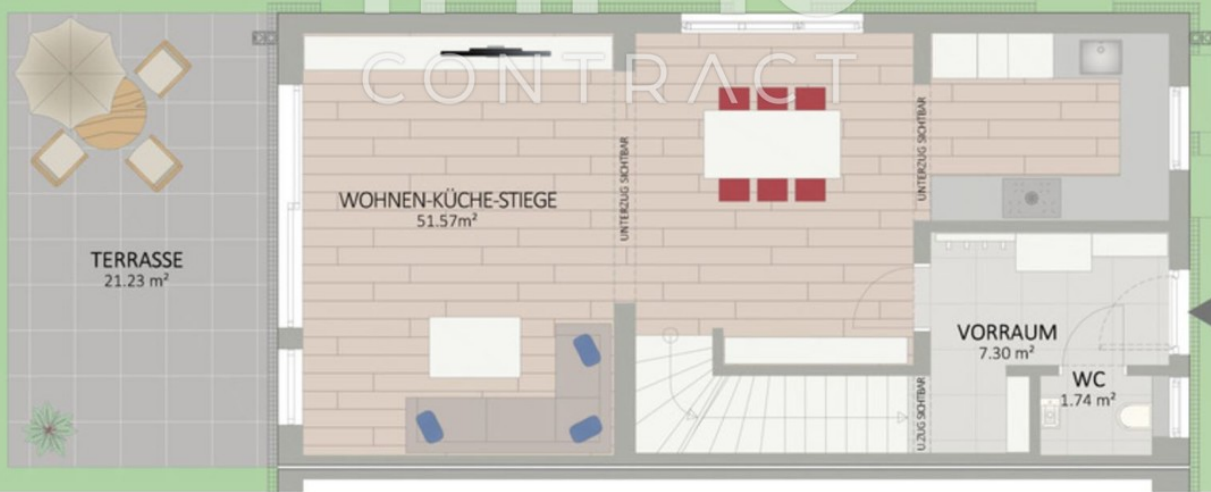 CONTRACT
WOHNEN-KÜCHE-STIEGE
51.57m²
TERRASSE
21.23 m²
UNTERZUG SICHTBAR
UNTERZUG SICHTBAR
VORRAUM
7.30 m²
WC
1.74 m²
U.ZUG SICHTBAR